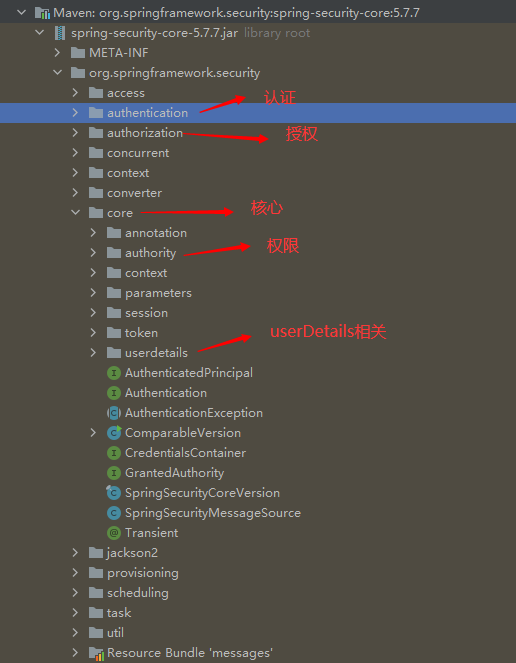 Maven: org.springframework.security:spring-security-core:5.7.7
spring-security-core-5.7.7.jar library root
META-INF
org.springframework.security
access
authentication 认证
authorization 授权
concurrent
context
converter
core 核心
annotation
authority 权限
context
parameters
session
token
userdetails userDetails相关
AuthenticatedPrincipal
Authentication
AuthenticationException
ComparableVersion
CredentialsContainer
GrantedAuthority
SpringSecurityCoreVersion
SpringSecurityMessageSource
Transient
jackson2
provisioning
scheduling
task
util
Resource Bundle 'messages'